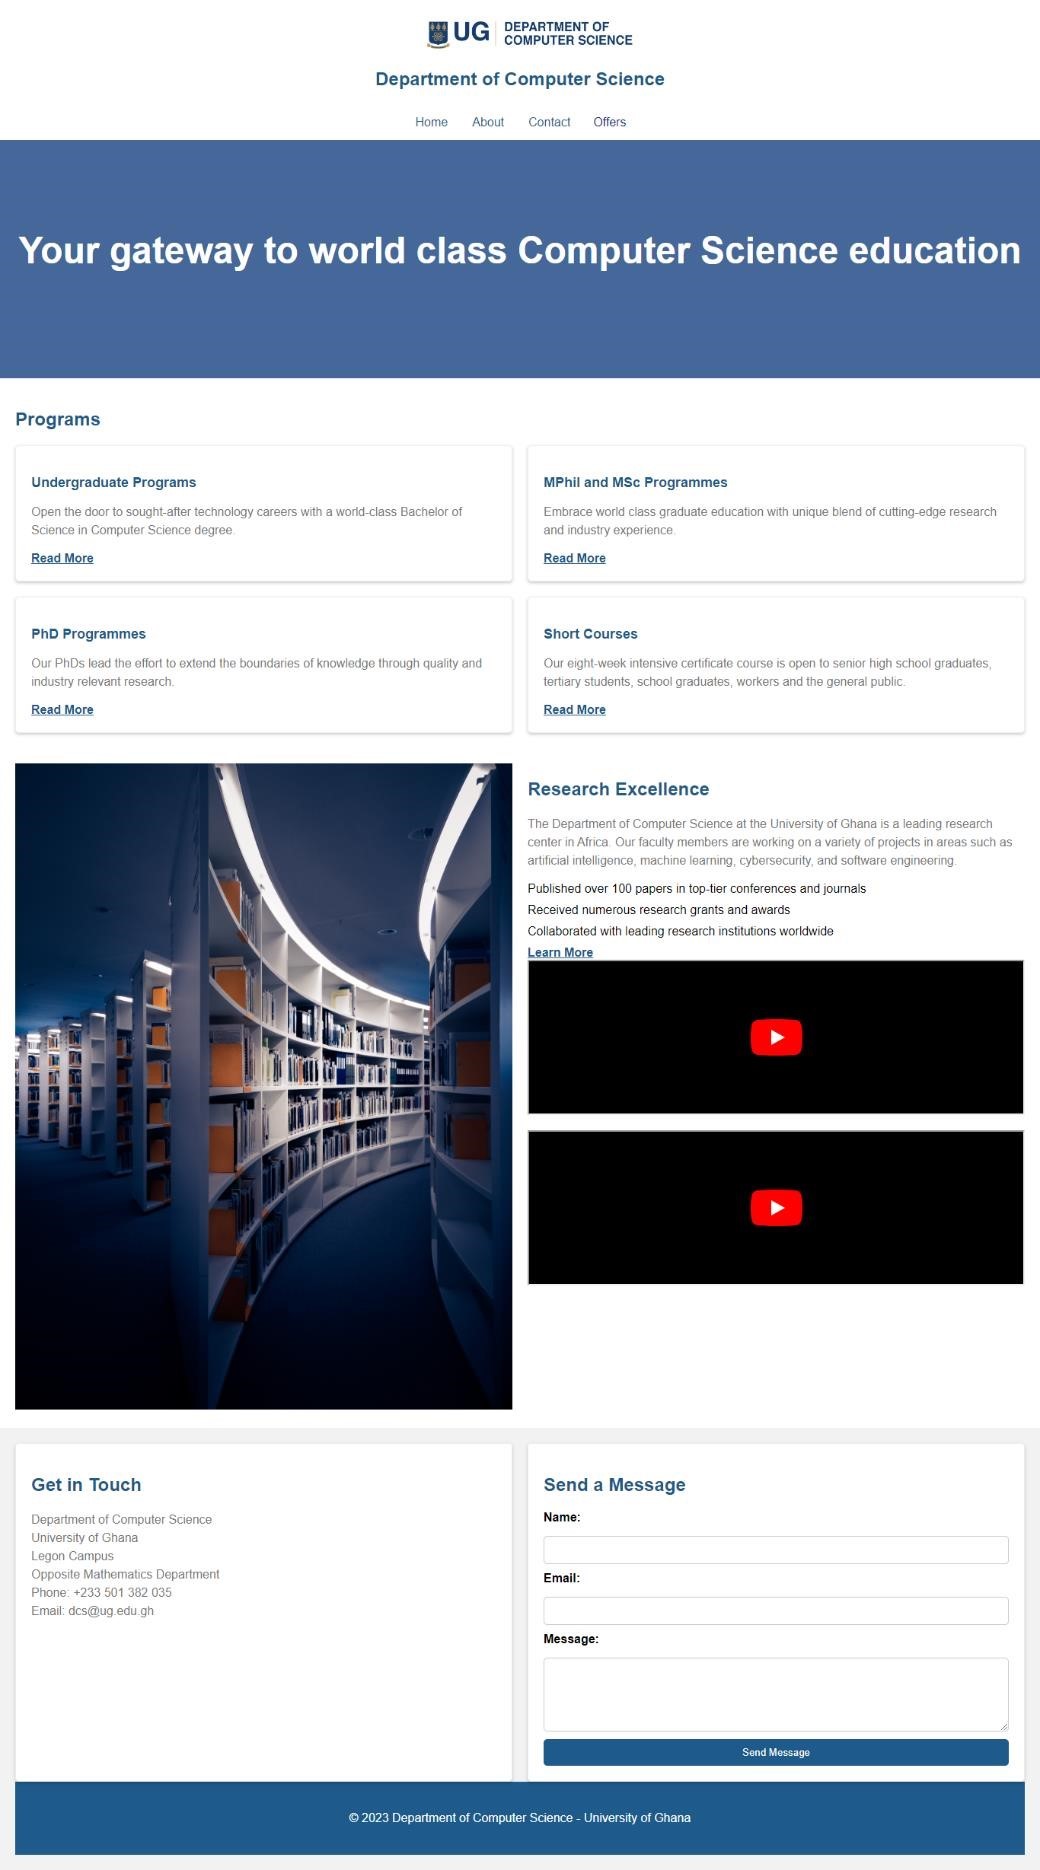 UG
DEPARTMENT OF
COMPUTER SCIENCE
Department of Computer Science
Home About Contact Offers
Your gateway to world class Computer Science education
Programs
Undergraduate Programs
Open the door to sought-after technology careers with a world-class Bachelor of
Science in Computer Science degree.
Read More
MPhil and MSc Programmes
Embrace world class graduate education with unique blend of cutting-edge research
and industry experience.
Read More
PhD Programmes
Our PhDs lead the effort to extend the boundaries of knowledge through quality and
industry relevant research.
Read More
Short Courses
Our eight-week intensive certificate course is open to senior high school graduates,
tertiary students, school graduates, workers and the general public.
Read More
Research Excellence
The Department of Computer Science at the University of Ghana is a leading research
center in Africa. Our faculty members are working on a variety of projects in areas such as
artificial intelligence, machine learning, cybersecurity, and software engineering.
Published over 100 papers in top-tier conferences and journals
Received numerous research grants and awards
Collaborated with leading research institutions worldwide
Learn More
Get in Touch
Department of Computer Science
University of Ghana
Legon Campus
Opposite Mathematics Department
Phone: +233 501 382 035
Email: dcs@ug.edu.gh
Send a Message
Name:
Email:
Message:
Send Message
© 2023 Department of Computer Science - University of Ghana